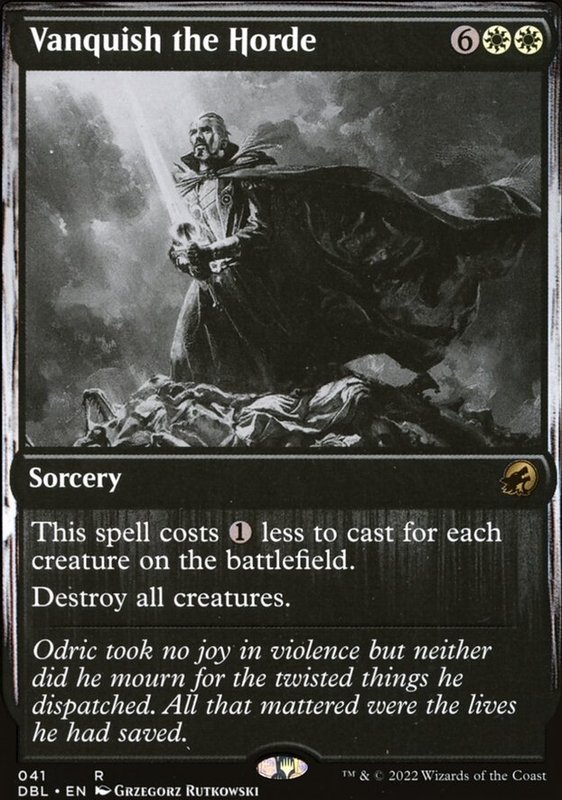 Vanquish the Horde 6
Sorcery
This spell costs 1 less to cast for each
creature on the battlefield.
Destroy all creatures.
Odric took no joy in violence but neither
did he mourn for the twisted things he
dispatched. All that mattered were the lives
he had saved.
041 R
DBL • EN Grzegorz Rutkowski ™ & © 2022 Wizards of the Coast